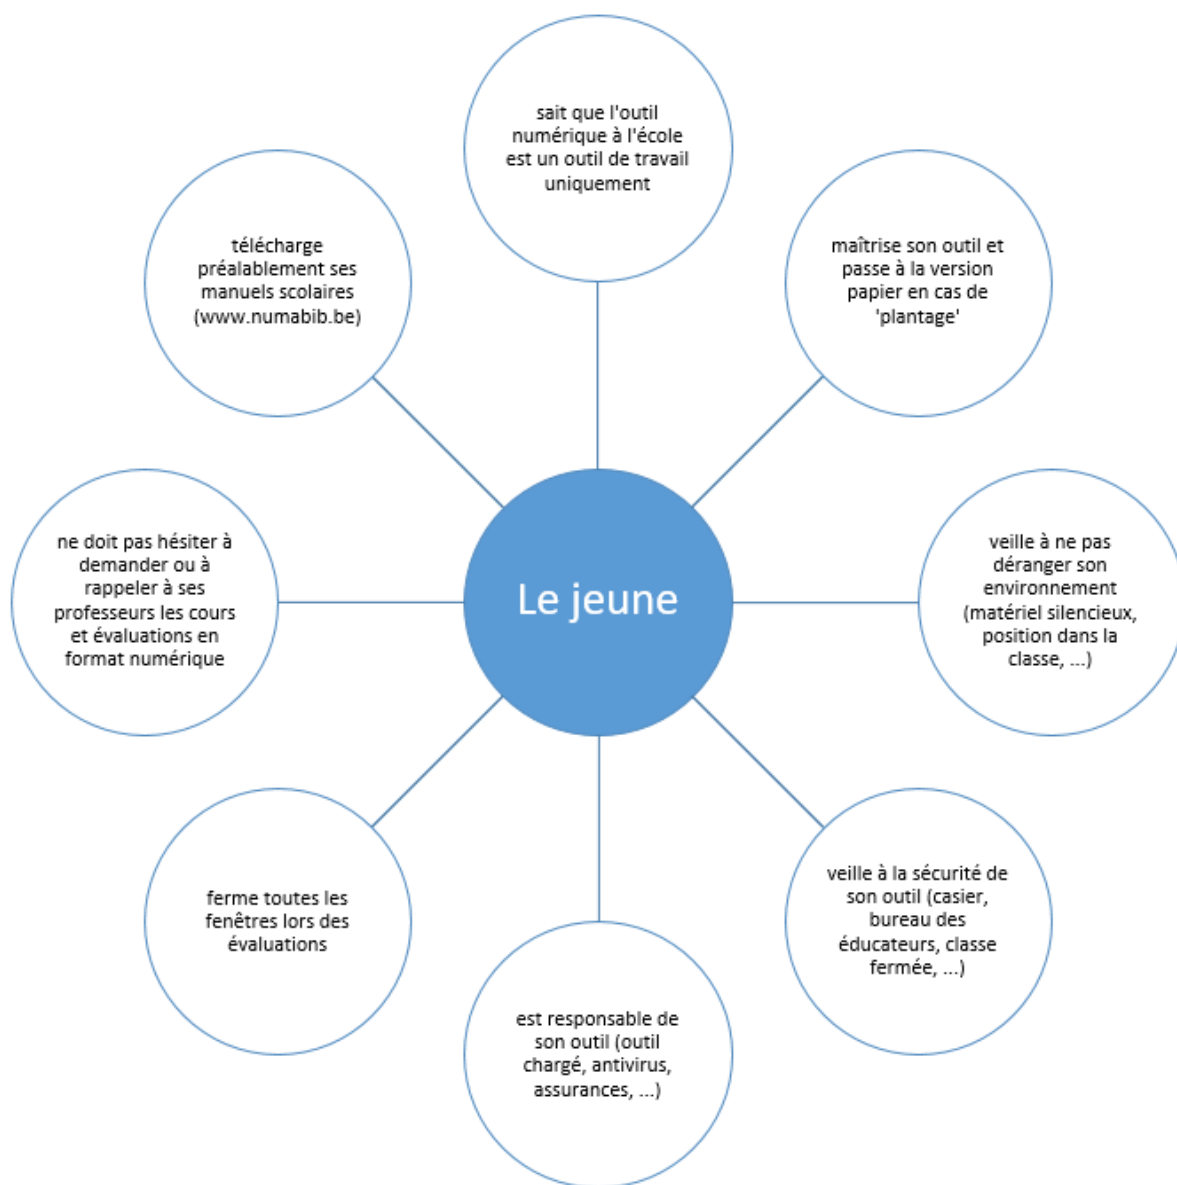 sait que l'outil
numérique à l'école
est un outil de travail
uniquement
maîtrise son outil et
passe à la version
papier en cas de
'plantage'
veille à ne pas
déranger son
environnement
(matériel silencieux,
position dans la
classe, ...)
veille à la sécurité de
son outil (casier,
bureau des
éducateurs, classe
fermée, ...)
est responsable de
son outil (outil
chargé, antivirus,
assurances, ...)
ferme toutes les
fenêtres lors des
évaluations
ne doit pas hésiter à
demander ou à
rappeler à ses
professeurs les cours
et évaluations en
format numérique
télécharge
préalablement ses
manuels scolaires
(www.numabib.be)
Le jeune